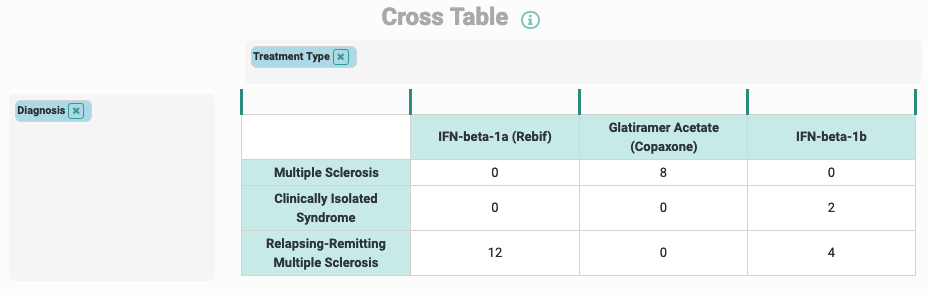 Cross Table
Treatment Type
Diagnosis
IFN-beta-1a (Rebif)
Glatiramer Acetate
(Copaxone)
IFN-beta-1b
Multiple Sclerosis 0 8 0
Clinically Isolated
Syndrome
0 0 2
Relapsing-Remitting
Multiple Sclerosis
12 0 4